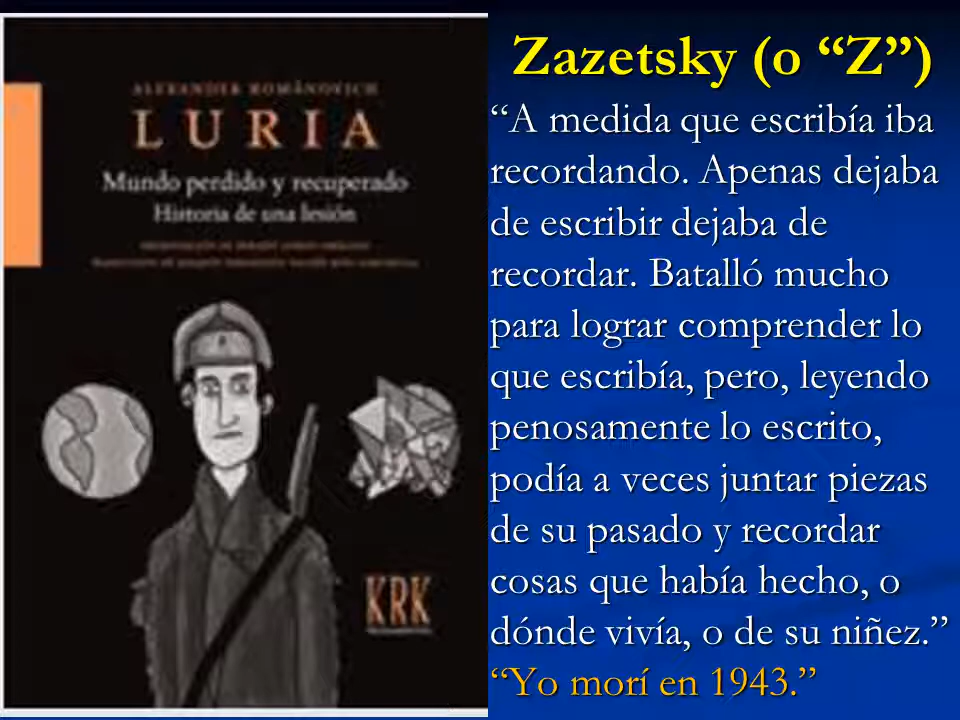 ALEXANDER ROMÁNOVICH
LURIA
Mundo perdido y recuperado
Historia de una lesión
KRK
Zazetsky (o “Z”)
“A medida que escribía iba
recordando. Apenas dejaba
de escribir dejaba de
recordar. Batalló mucho
para lograr comprender lo
que escribía, pero, leyendo
penosamente lo escrito,
podía a veces juntar piezas
de su pasado y recordar
cosas que había hecho, o
dónde vivía, o de su niñez.”
“Yo morí en 1943.”